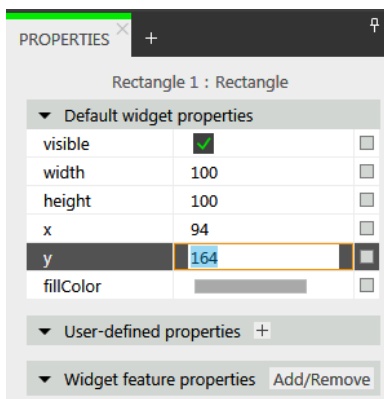 PROPERTIES × +
Rectangle 1 : Rectangle
Default widget properties
visible
width 100
height 100
x 94
y 164
fillColor
User-defined properties +
Widget feature properties Add/Remove